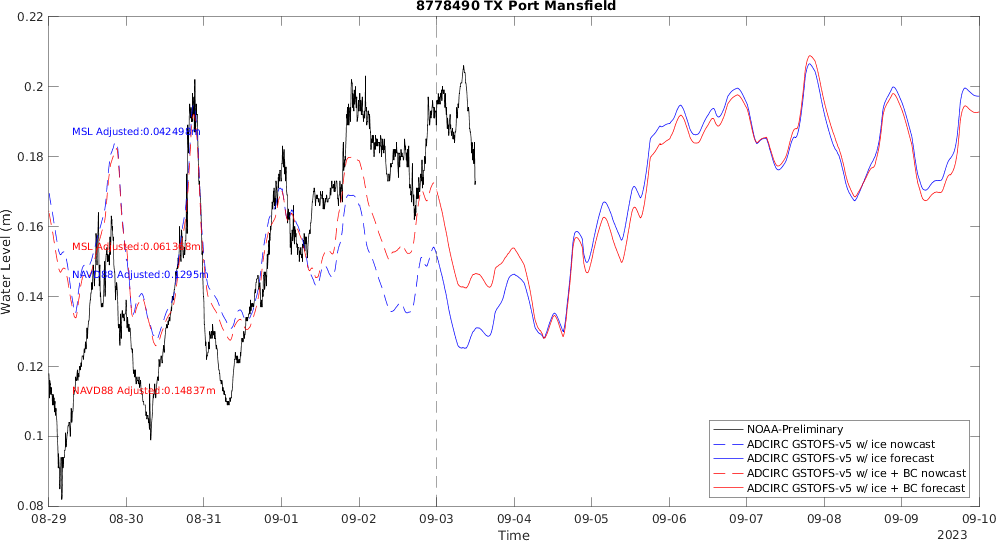 8778490 TX Port Mansfield
0.22
0.2
0.18
0.16
0.14
0.12
0.1
0.08
Water Level (m)
MSL Adjusted:0.042498m
NAVD88 Adjusted:0.1295m
NAVD88 Adjusted:0.14837m
NOAA-Preliminary
ADCIRC GSTOFS-v5 w/ ice nowcast
ADCIRC GSTOFS-v5 w/ ice forecast
ADCIRC GSTOFS-v5 w/ ice + BC nowcast
ADCIRC GSTOFS-v5 w/ ice + BC forecast
08-29 08-30 08-31 09-01 09-02 09-03 09-04 09-05 09-06 09-07 09-08 09-09 09-10
Time
2023